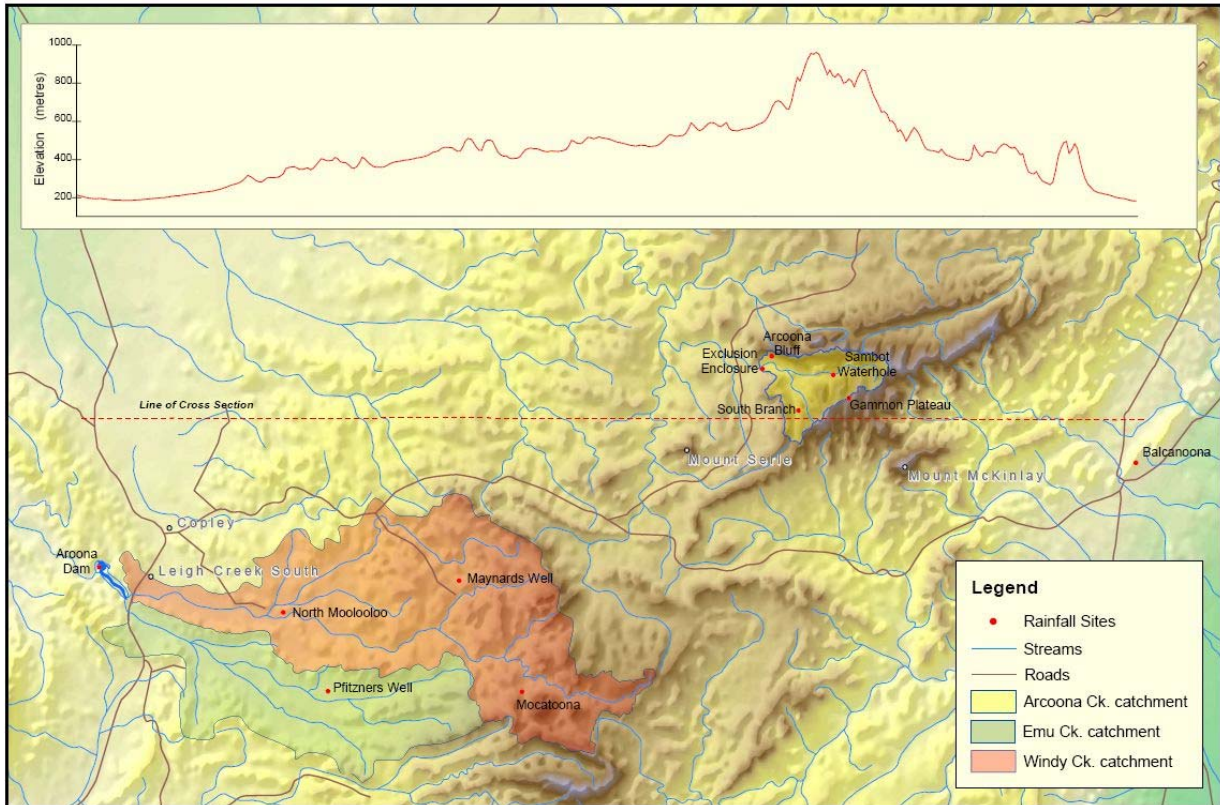 Elevation (metres)
1000
800
600
400
200
Arcoona
Bluff
Exclusion
Enclosure
Sambot
Waterhole
Line of Cross Section
South Branch
Gammon Plateau
Mount Serle
Balcanoona
Mount McKinlay
Copley
Aroona
Dam
Leigh Creek South
Maynards Well
North Moolooloo
Pfitzners Well
Mocatoona
Legend
Rainfall Sites
Streams
Roads
Arcoona Ck. catchment
Emu Ck. catchment
Windy Ck. catchment